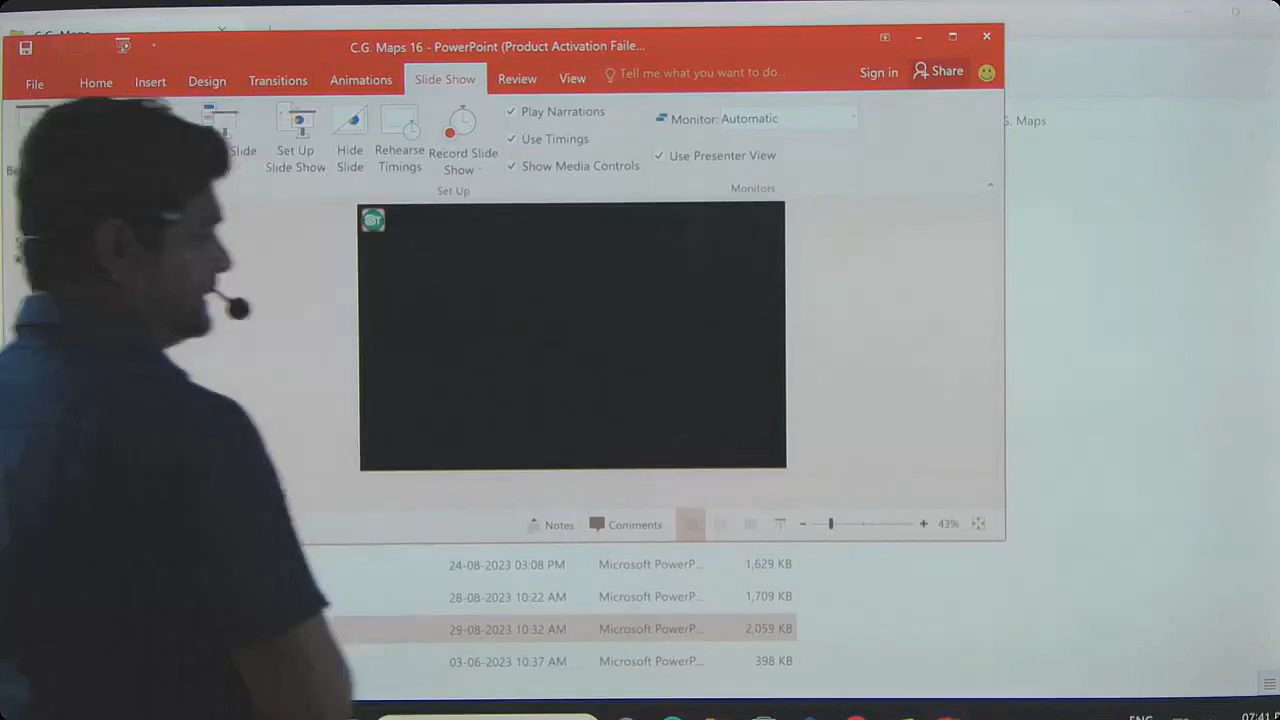 C.G. Maps 16 - PowerPoint (Product Activation Faile...
File Home Insert Design Transitions Animations Slide Show Review View Tell me what you want to do... Sign in Share
Slide
Set Up Slide Show
Hide Slide
Rehearse Timings
Record Slide Show
Play Narrations
Use Timings
Show Media Controls
Set Up
Monitor: Automatic
Use Presenter View
Monitors
G. Maps
Notes Comments 43%
24-08-2023 03:08 PM Microsoft PowerP... 1,629 KB
28-08-2023 10:22 AM Microsoft PowerP... 1,709 KB
29-08-2023 10:32 AM Microsoft PowerP... 2,059 KB
03-06-2023 10:37 AM Microsoft PowerP... 398 KB
07:41